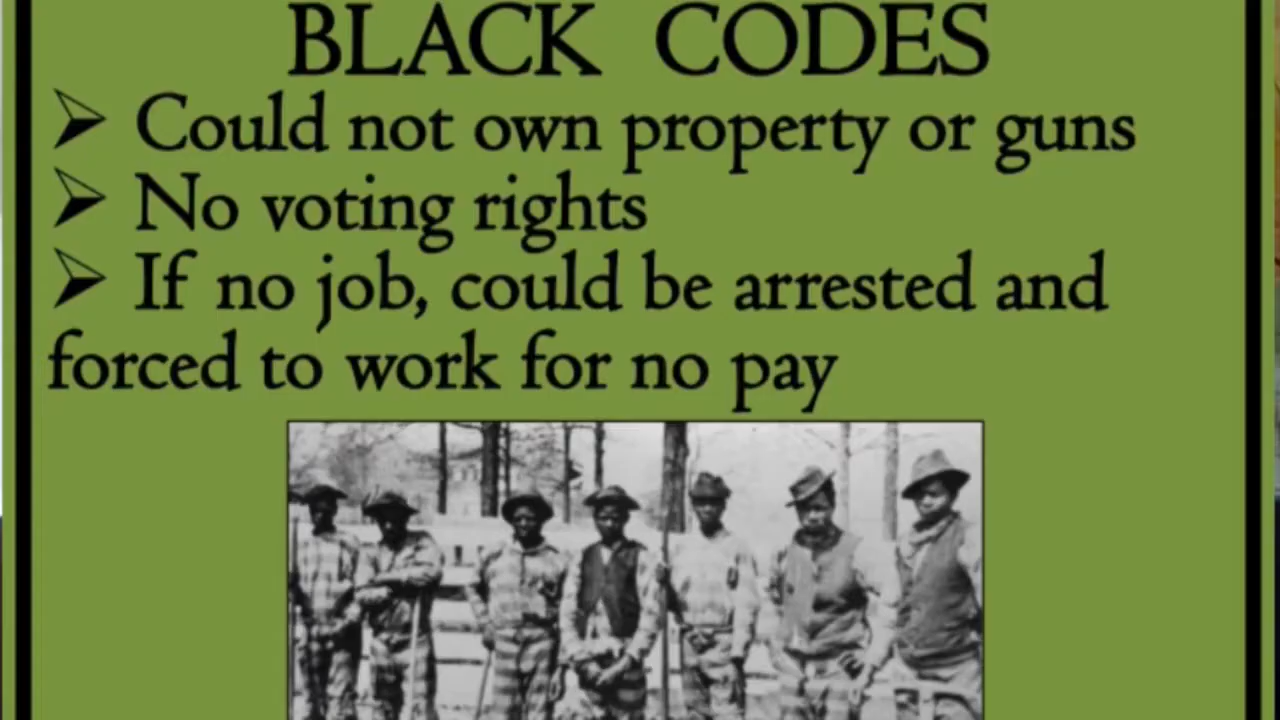 BLACK CODES
➢ Could not own property or guns
➢ No voting rights
➢ If no job, could be arrested and
forced to work for no pay